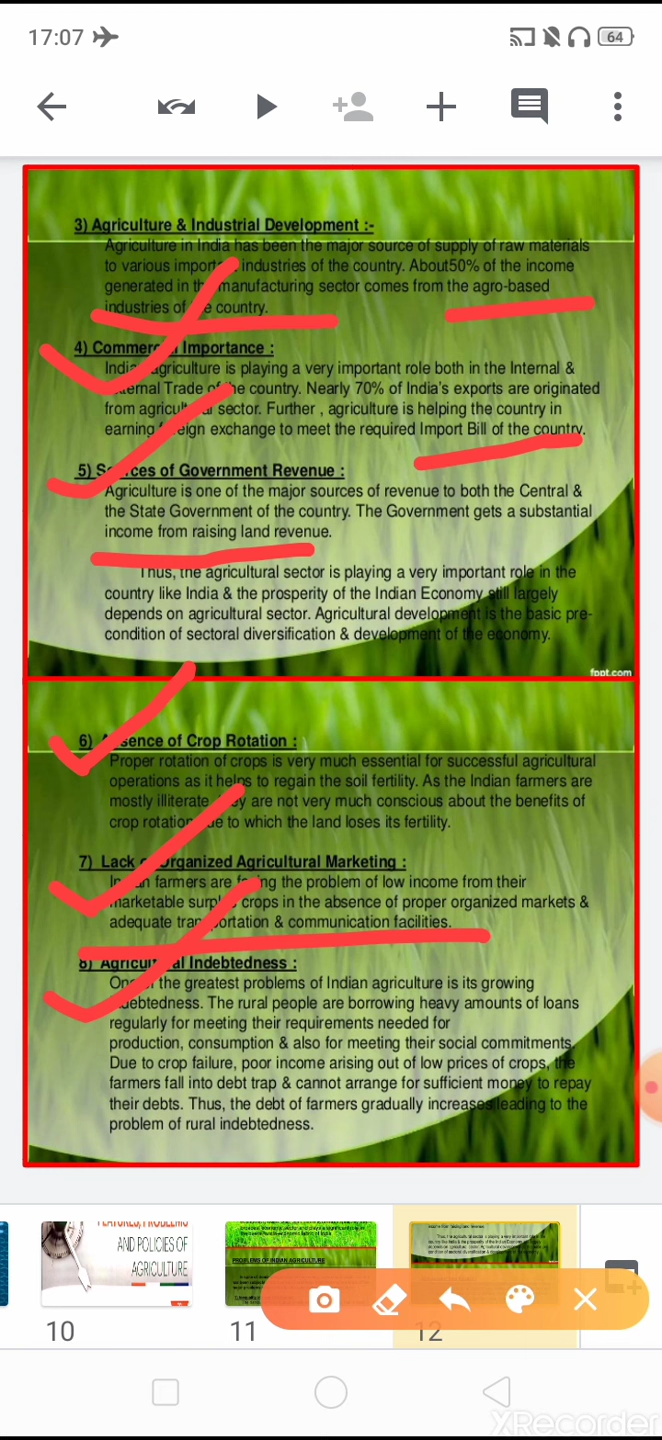 17:07
64
3) Agriculture & Industrial Development :-
Agriculture in India has been the major source of supply of raw materials
to various important industries of the country. About50% of the income
generated in the manufacturing sector comes from the agro-based
industries of the country.
4) Commercial Importance :
Indian agriculture is playing a very important role both in the Internal &
External Trade of the country. Nearly 70% of India's exports are originated
from agricultural sector. Further , agriculture is helping the country in
earning foreign exchange to meet the required Import Bill of the country.
5) Sources of Government Revenue :
Agriculture is one of the major sources of revenue to both the Central &
the State Government of the country. The Government gets a substantial
income from raising land revenue.
Thus, the agricultural sector is playing a very important role in the
country like India & the prosperity of the Indian Economy still largely
depends on agricultural sector. Agricultural development is the basic pre-
condition of sectoral diversification & development of the economy.
fppt.com
6) Absence of Crop Rotation :
Proper rotation of crops is very much essential for successful agricultural
operations as it helps to regain the soil fertility. As the Indian farmers are
mostly illiterate, they are not very much conscious about the benefits of
crop rotation due to which the land loses its fertility.
7) Lack of Organized Agricultural Marketing :
Indian farmers are facing the problem of low income from their
marketable surplus crops in the absence of proper organized markets &
adequate transportation & communication facilities.
8) Agricultural Indebtedness :
One of the greatest problems of Indian agriculture is its growing
indebtedness. The rural people are borrowing heavy amounts of loans
regularly for meeting their requirements needed for
production, consumption & also for meeting their social commitments.
Due to crop failure, poor income arising out of low prices of crops, the
farmers fall into debt trap & cannot arrange for sufficient money to repay
their debts. Thus, the debt of farmers gradually increases leading to the
problem of rural indebtedness.
FEATURES, PROBLEMS
AND POLICIES OF
AGRICULTURE
PROBLEMS OF INDIAN AGRICULTURE
10
11
12
XRecorder